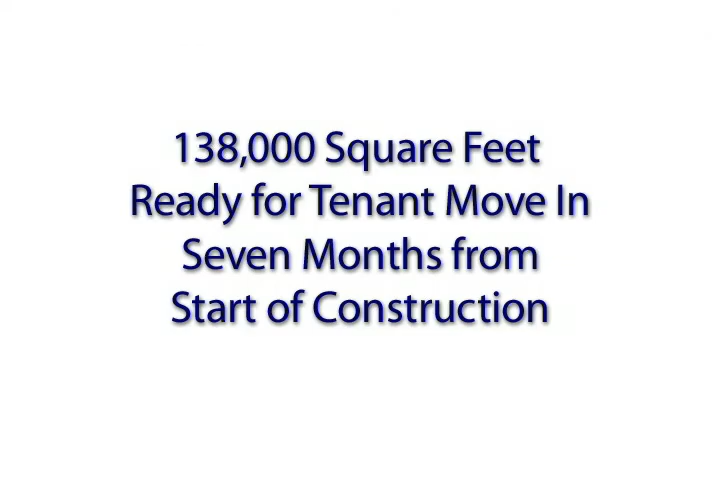 138,000 Square Feet
Ready for Tenant Move In
Seven Months from
Start of Construction